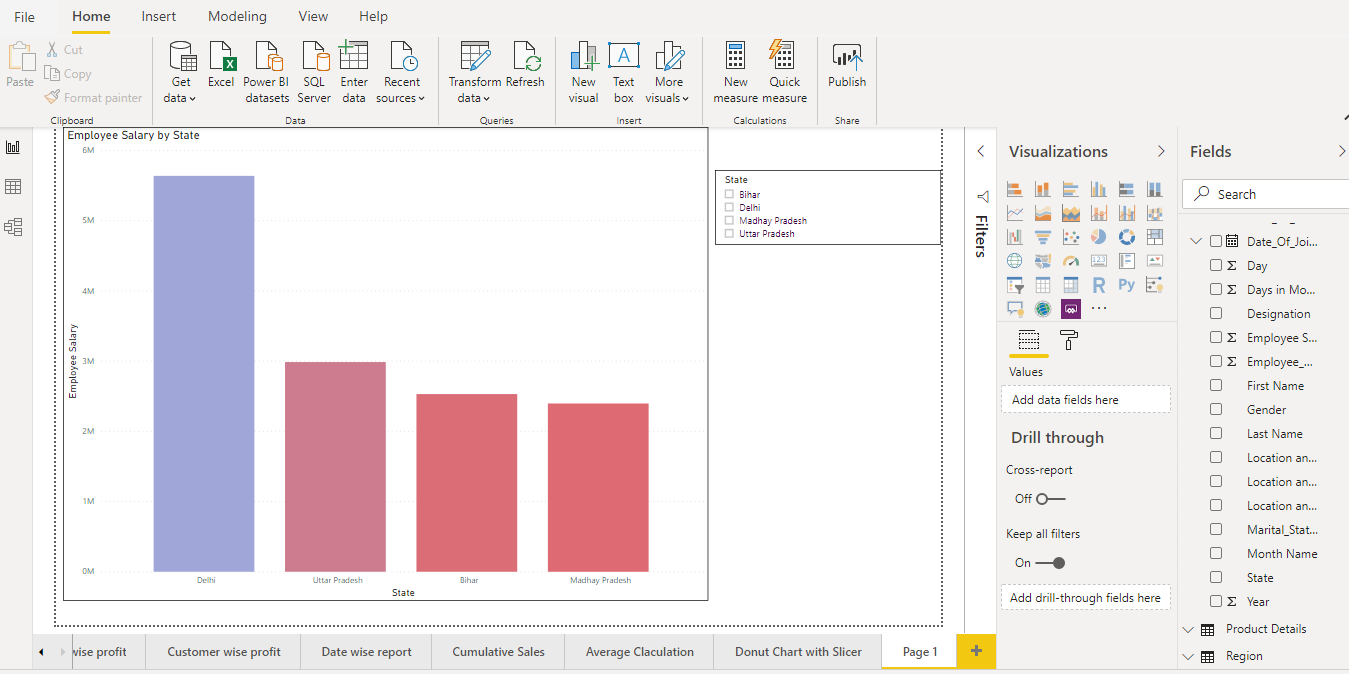 File Home Insert Modeling View Help
Paste
Cut
Copy
Format painter
Clipboard
Get data
Excel
Power BI datasets
SQL Server
Enter data
Recent sources
Data
Transform data
Refresh
Queries
New visual
Text box
More visuals
Insert
New measure
Quick measure
Calculations
Publish
Share
Employee Salary by State
6M
5M
4M
3M
2M
1M
0M
Employee Salary
Delhi Uttar Pradesh Bihar Madhay Pradesh
State
State
Bihar
Delhi
Madhay Pradesh
Uttar Pradesh
Filters
Visualizations
123
R Py
Values
Add data fields here
Drill through
Cross-report
Off
Keep all filters
On
Add drill-through fields here
Fields
Search
Date_Of_Joi...
Σ Day
Σ Days in Mo...
Designation
Σ Employee S...
Σ Employee_...
First Name
Gender
Last Name
Location an...
Location an...
Location an...
Marital_Stat...
Month Name
State
Σ Year
Product Details
Region
wise profit Customer wise profit Date wise report Cumulative Sales Average Claculation Donut Chart with Slicer Page 1 +